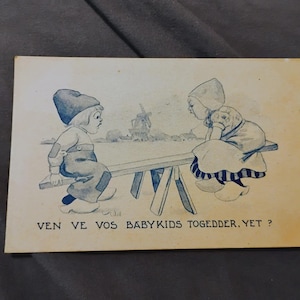 VEN VE VOS BABYKIDS TOGEDDER, YET ?